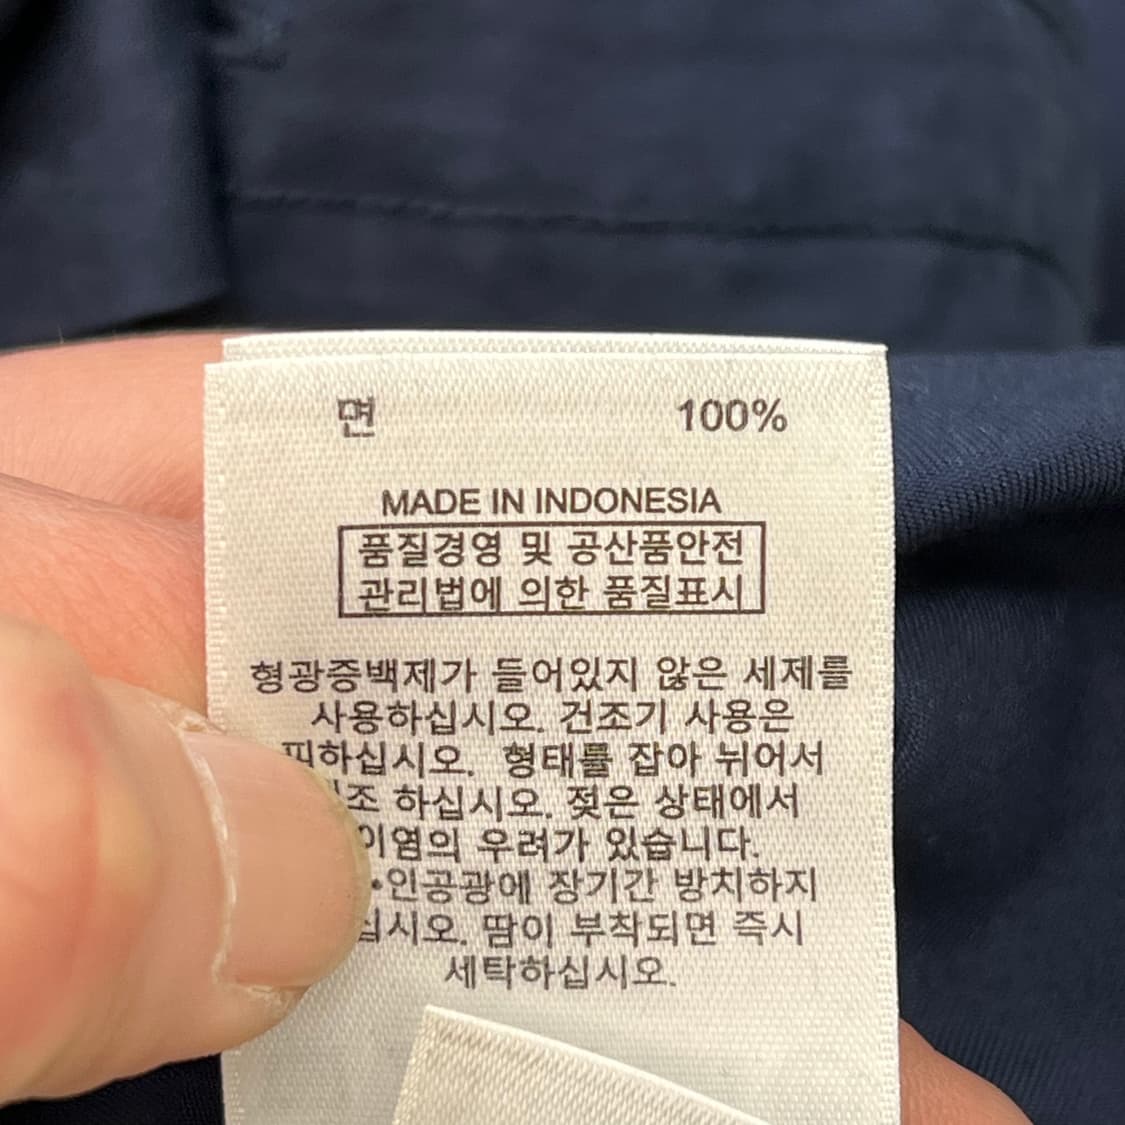 면 100%
MADE IN INDONESIA
품질경영 및 공산품안전
관리법에 의한 품질표시
형광증백제가 들어있지 않은 세제를
사용하십시오. 건조기 사용은
피하십시오. 형태를 잡아 뉘어서
하십시오. 젖은 상태에서
이염의 우려가 있습니다.
•인공광에 장기간 방치하지
땀이 부착되면 즉시
세탁하십시오.